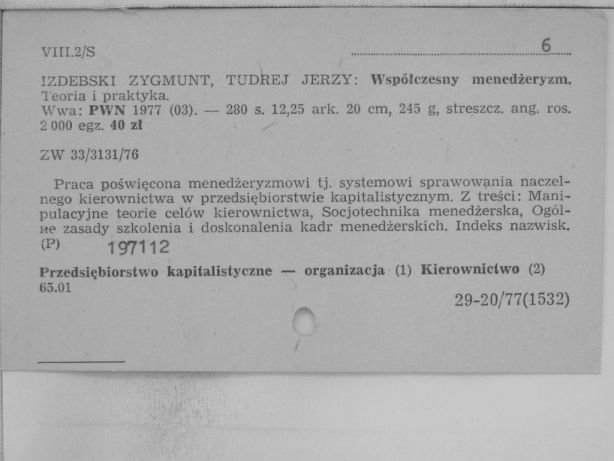 VIII.2/S
6
IZDEBSKI ZYGMUNT, TUDREJ JERZY: Współczesny menedżeryzm.
Teoria i praktyka.
Wwa: PWN 1977 (03). — 280 s. 12,25 ark. 20 cm, 245 g, streszcz. ang. ros.
2 000 egz. 40 zł
ZW 33/3131/76
Praca poświęcona menedżeryzmowi tj. systemowi sprawowania naczel-
nego kierownictwa w przedsiębiorstwie kapitalistycznym. Z treści: Mani-
pulacyjne teorie celów kierownictwa, Socjotechnika menedżerska, Ogól-
ne zasady szkolenia i doskonalenia kadr menedżerskich. Indeks nazwisk.
(P) 197112
Przedsiębiorstwo kapitalistyczne — organizacja (1) Kierownictwo (2)
65.01
29-20/77(1532)